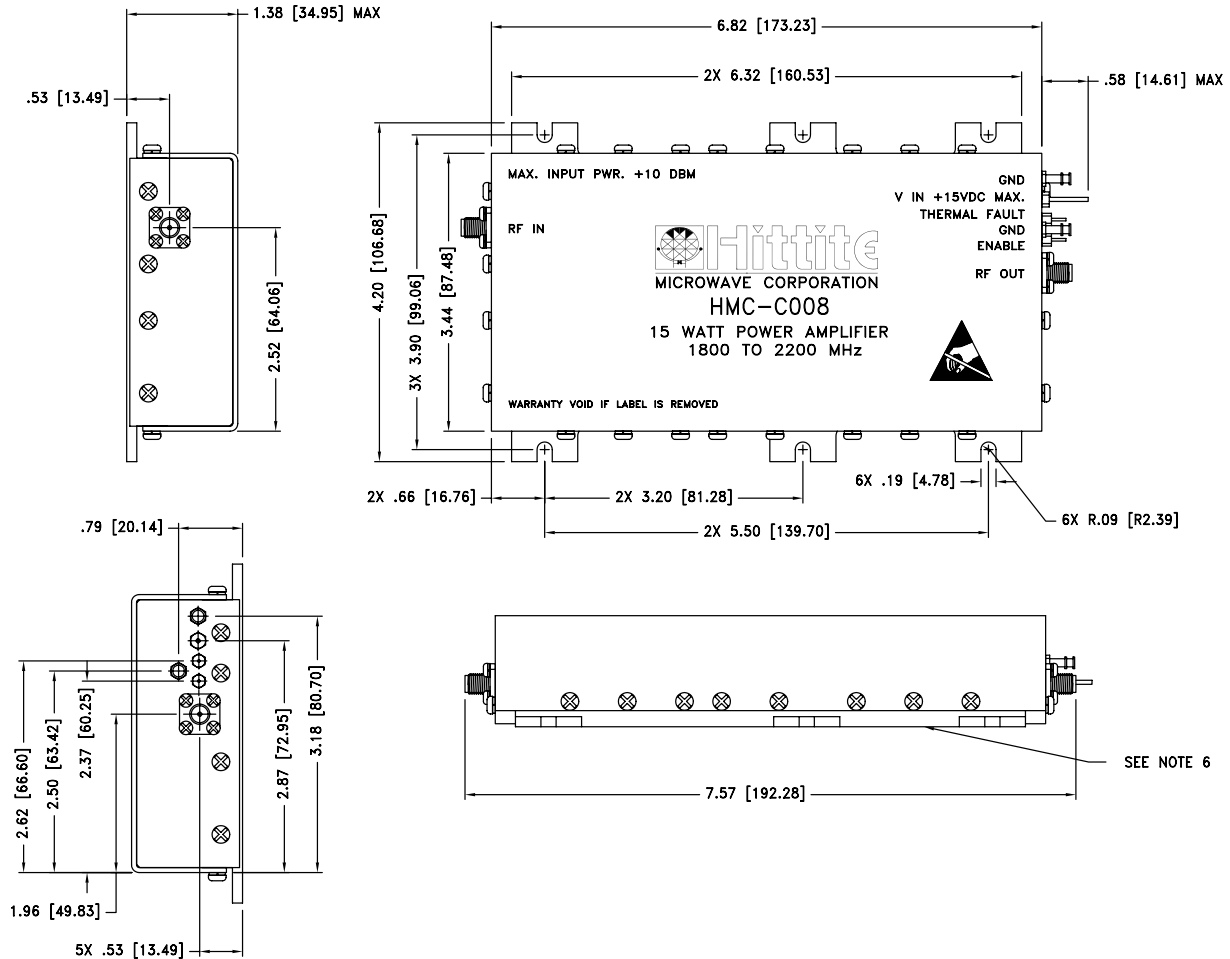 1.38 [34.95] MAX
.53 [13.49]
2.52 [64.06]
6.82 [173.23]
2X 6.32 [160.53]
.58 [14.61] MAX
4.20 [106.68]
3X 3.90 [99.06]
3.44 [87.48]
MAX. INPUT PWR. +10 DBM
RF IN
GND
V IN +15VDC MAX.
THERMAL FAULT
GND
ENABLE
RF OUT
Hittite
MICROWAVE CORPORATION
HMC-C008
15 WATT POWER AMPLIFIER
1800 TO 2200 MHz
WARRANTY VOID IF LABEL IS REMOVED
2X .66 [16.76]
2X 3.20 [81.28]
6X .19 [4.78]
2X 5.50 [139.70]
6X R.09 [R2.39]
.79 [20.14]
2.62 [66.60]
2.50 [63.42]
2.37 [60.25]
2.87 [72.95]
3.18 [80.70]
1.96 [49.83]
5X .53 [13.49]
SEE NOTE 6
7.57 [192.28]